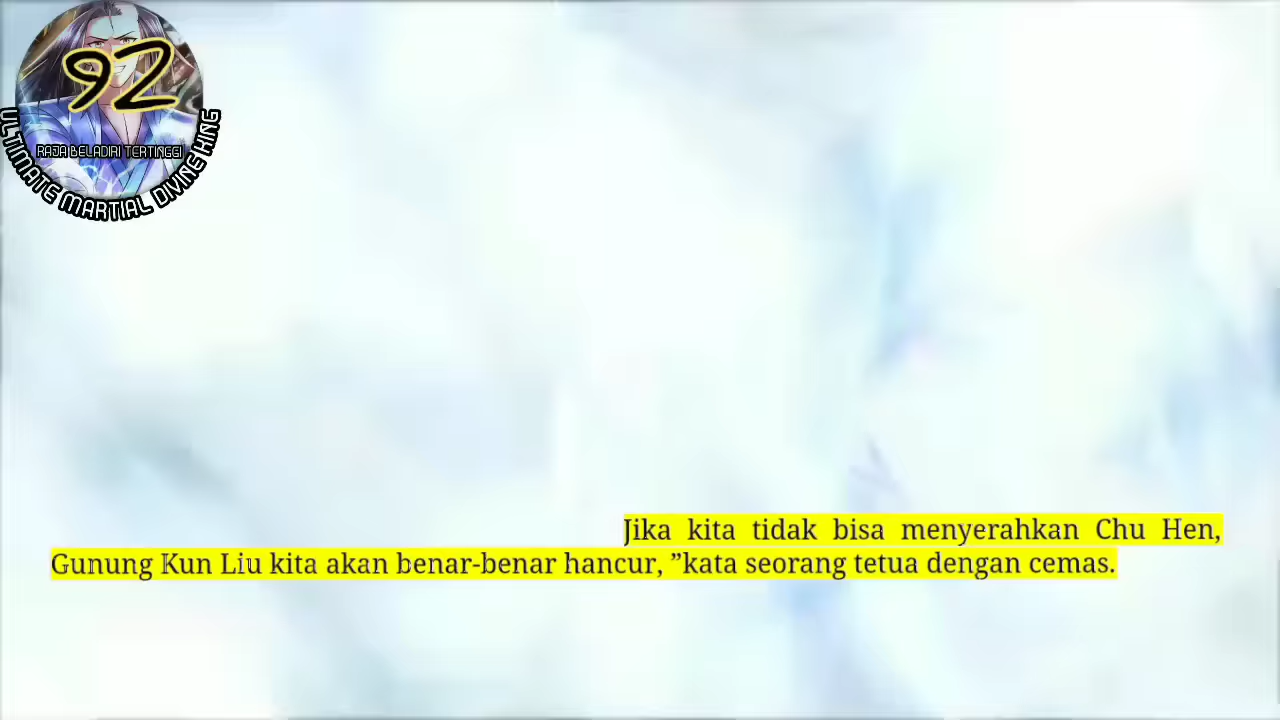 92
RAJA BELADIRI TERTINGGI
ULTIMATE MARTIAL DIVINE KING
Jika kita tidak bisa menyerahkan Chu Hen,
Gunung Kun Liu kita akan benar-benar hancur, ”kata seorang tetua dengan cemas.